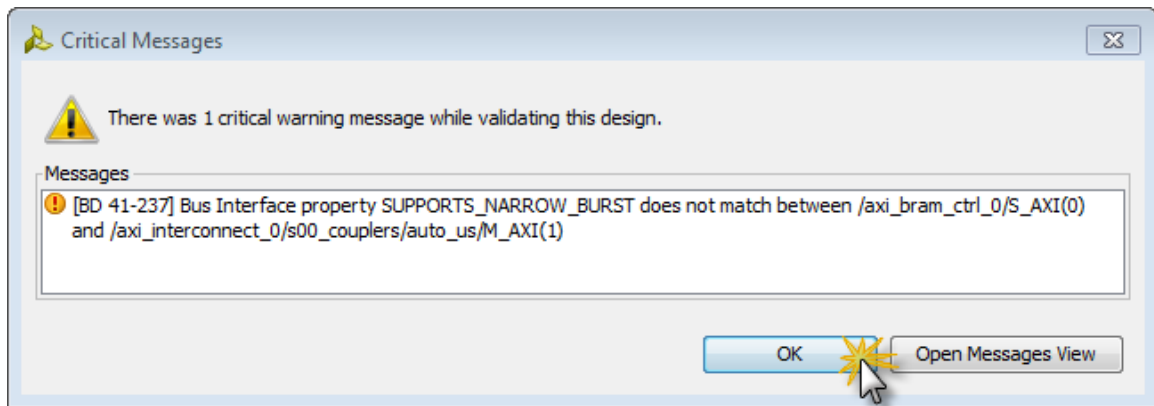 Critical Messages
There was 1 critical warning message while validating this design.
Messages
[BD 41-237] Bus Interface property SUPPORTS_NARROW_BURST does not match between /axi_bram_ctrl_0/S_AXI(0)
and /axi_interconnect_0/s00_couplers/auto_us/M_AXI(1)
OK
Open Messages View